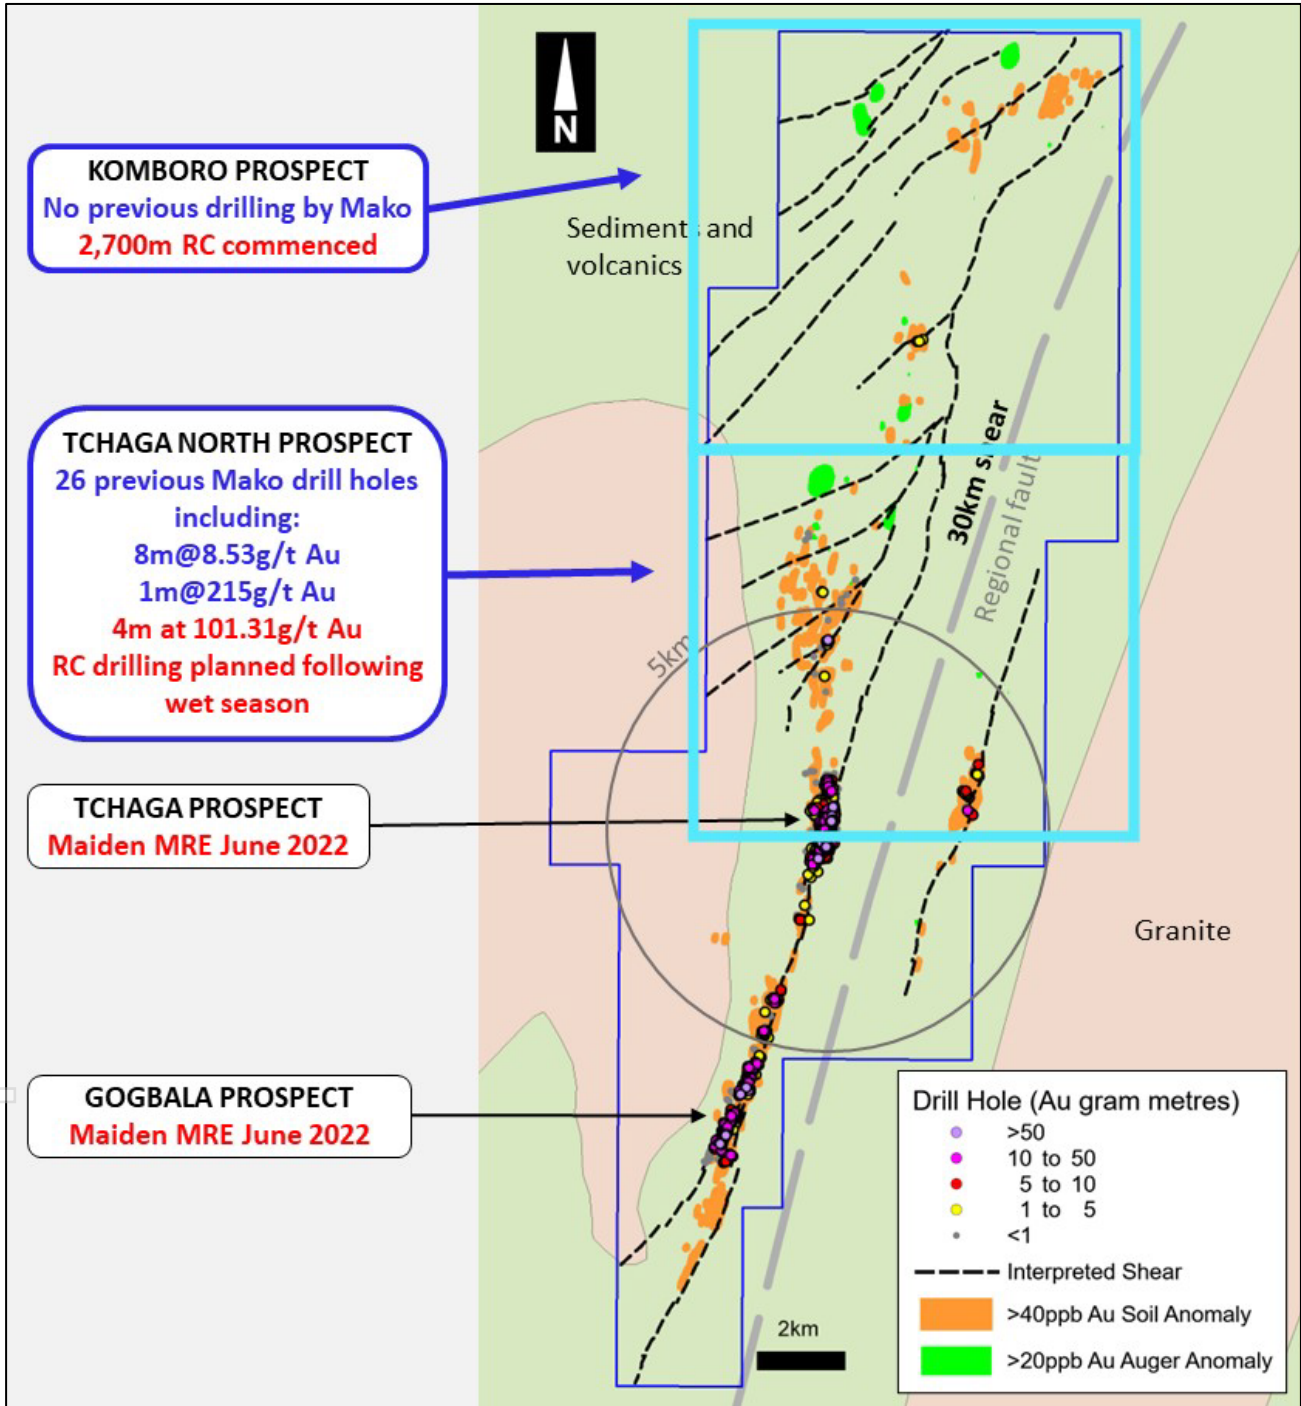 N
KOMBORO PROSPECT
No previous drilling by Mako
2,700m RC commenced
Sediments and
volcanics
TCHAGA NORTH PROSPECT
26 previous Mako drill holes
including:
8m@8.53g/t Au
1m@215g/t Au
4m at 101.31g/t Au
RC drilling planned following
wet season
30km shear
Regional fault
5km
TCHAGA PROSPECT
Maiden MRE June 2022
Granite
GOGBALA PROSPECT
Maiden MRE June 2022
Drill Hole (Au gram metres)
>50
10 to 50
5 to 10
1 to 5
<1
Interpreted Shear
>40ppb Au Soil Anomaly
>20ppb Au Auger Anomaly
2km